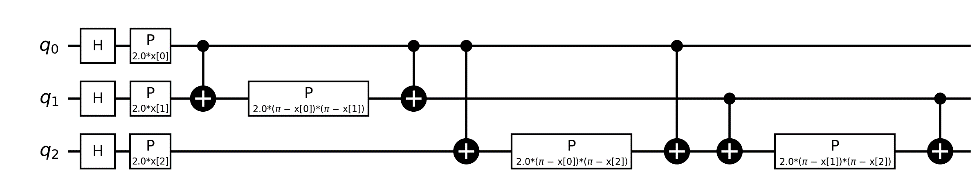 q0 H P 2.0*x[0]
q1 H P 2.0*x[1] P 2.0*(π − x[0])*(π − x[1])
q2 H P 2.0*x[2] P 2.0*(π − x[0])*(π − x[2]) P 2.0*(π − x[1])*(π − x[2])